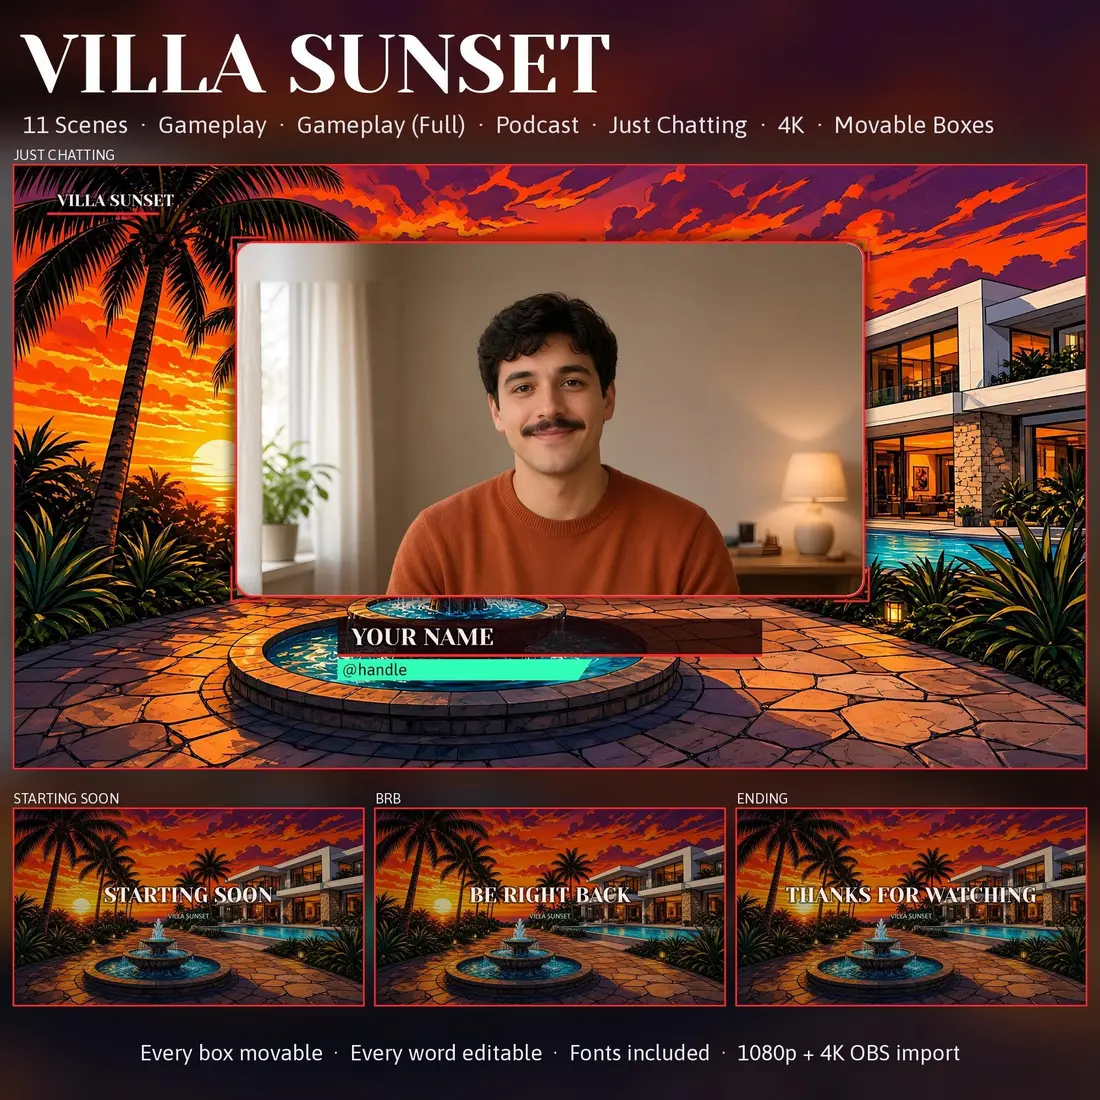 VILLA SUNSET
11 Scenes · Gameplay · Gameplay (Full) · Podcast · Just Chatting · 4K · Movable Boxes
JUST CHATTING
VILLA SUNSET
YOUR NAME
@handle
STARTING SOON
BRB
ENDING
STARTING SOON
VILLA SUNSET
BE RIGHT BACK
VILLA SUNSET
THANKS FOR WATCHING
VILLA SUNSET
Every box movable · Every word editable · Fonts included · 1080p + 4K OBS import